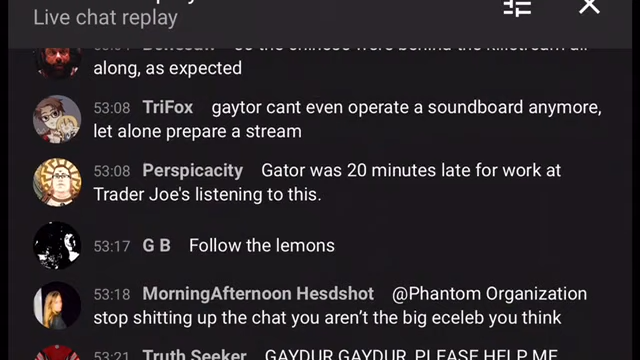 Live chat replay
along, as expected
53:08 TriFox gaytor cant even operate a soundboard anymore,
let alone prepare a stream
53:08 Perspicacity Gator was 20 minutes late for work at
Trader Joe's listening to this.
53:17 G B Follow the lemons
53:18 MorningAfternoon Hesdshot @Phantom Organization
stop shitting up the chat you aren't the big eceleb you think
53:21 Truth Seeker GAYDUR GAYDUR PLEASE HELP ME